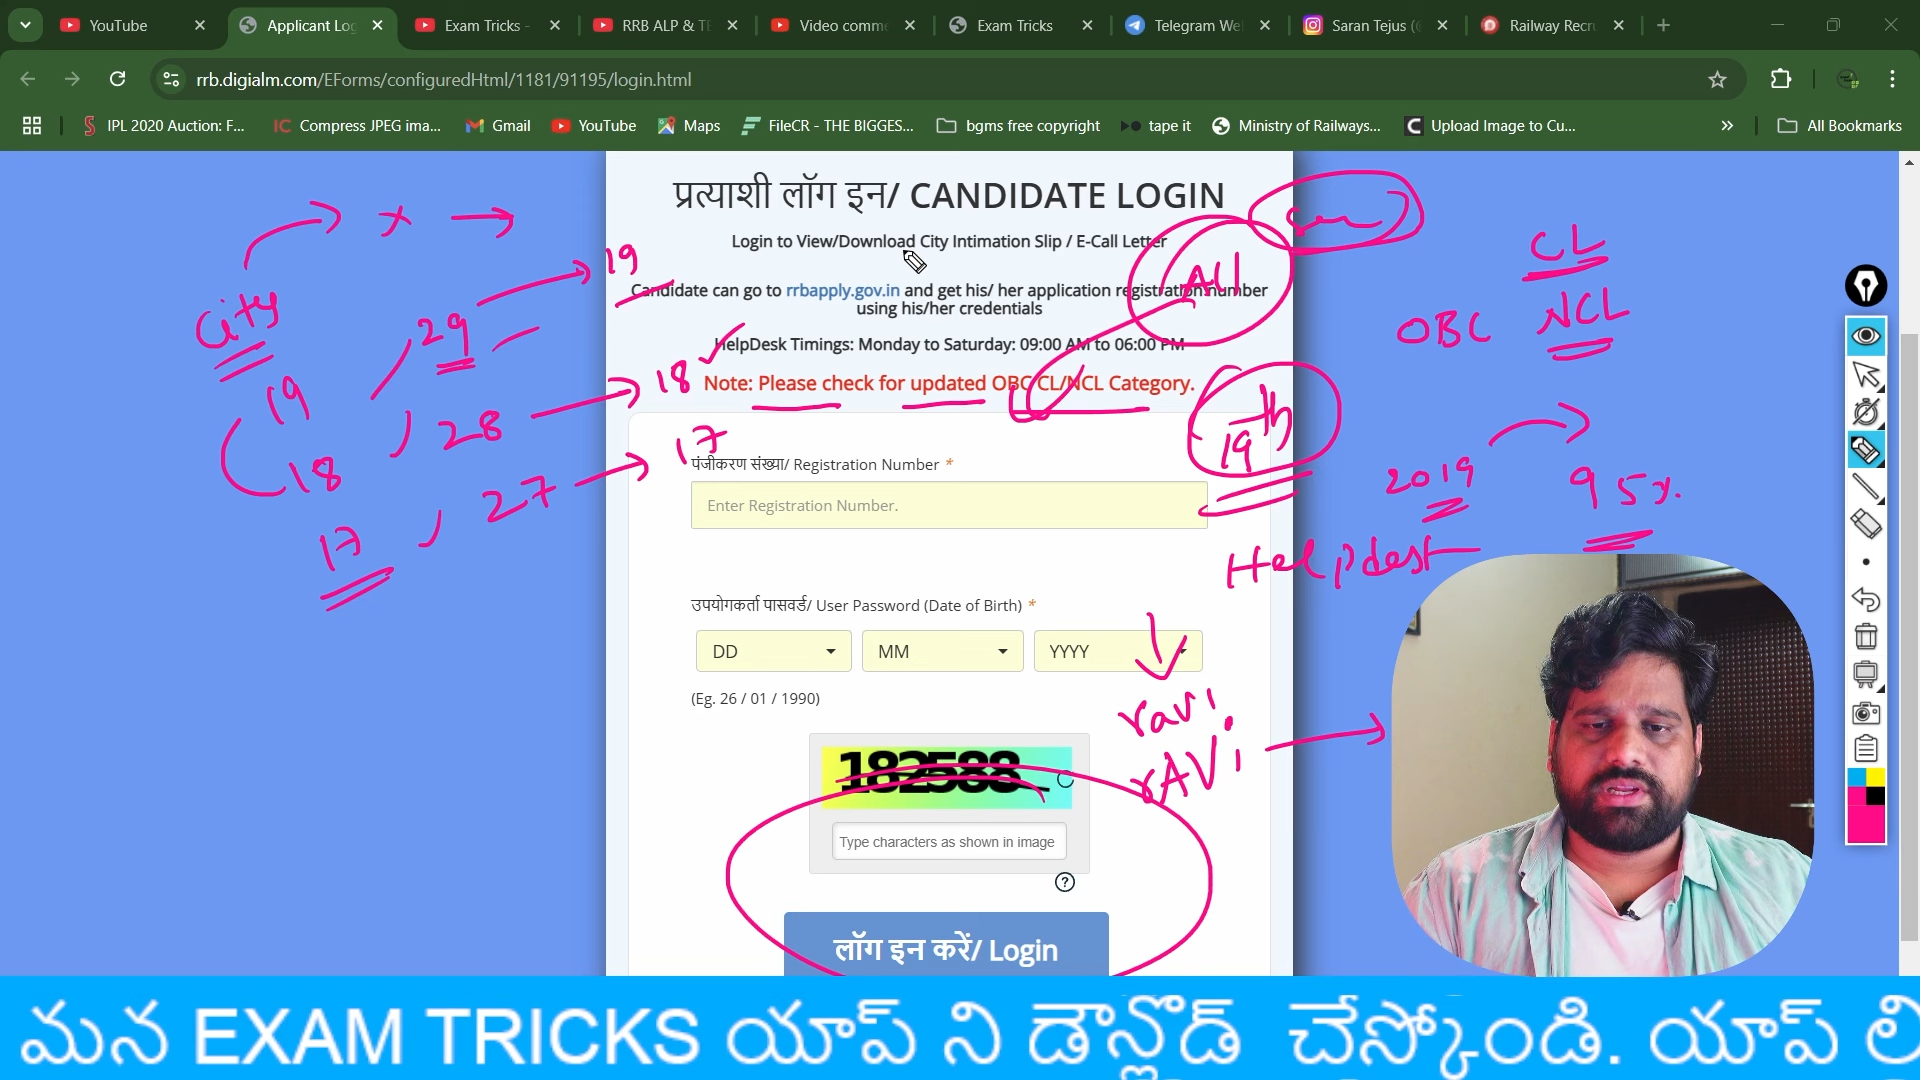 YouTube
Applicant Log
Exam Tricks -
RRB ALP & TE
Video comme
Exam Tricks
Telegram We
Saran Tejus (
Railway Recru
rrb.digialm.com/EForms/configuredHtml/1181/91195/login.html
IPL 2020 Auction: F...
Compress JPEG ima...
Gmail
YouTube
Maps
FileCR - THE BIGGES...
bgms free copyright
tape it
Ministry of Railways...
Upload Image to Cu...
All Bookmarks
प्रत्याशी लॉग इन/ CANDIDATE LOGIN
Login to View/Download City Intimation Slip / E-Call Letter
Candidate can go to rrbapply.gov.in and get his/ her application registration number
using his/her credentials
HelpDesk Timings: Monday to Saturday: 09:00 AM to 06:00 PM
Note: Please check for updated OBC CL/NCL Category.
पंजीकरण संख्या/ Registration Number *
Enter Registration Number.
उपयोगकर्ता पासवर्ड/ User Password (Date of Birth) *
DD
MM
YYYY
(Eg. 26 / 01 / 1990)
182588
Type characters as shown in image
लॉग इन करें/ Login
City
x
19
29
19
18
28
18
17
27
17
All
19th
CL
OBC NCL
2019
95%
Helpdest
ravi
rAVi
మన EXAM TRICKS యాప్ ని డౌన్లొడ్ చేస్కోండి. యాప్ లి